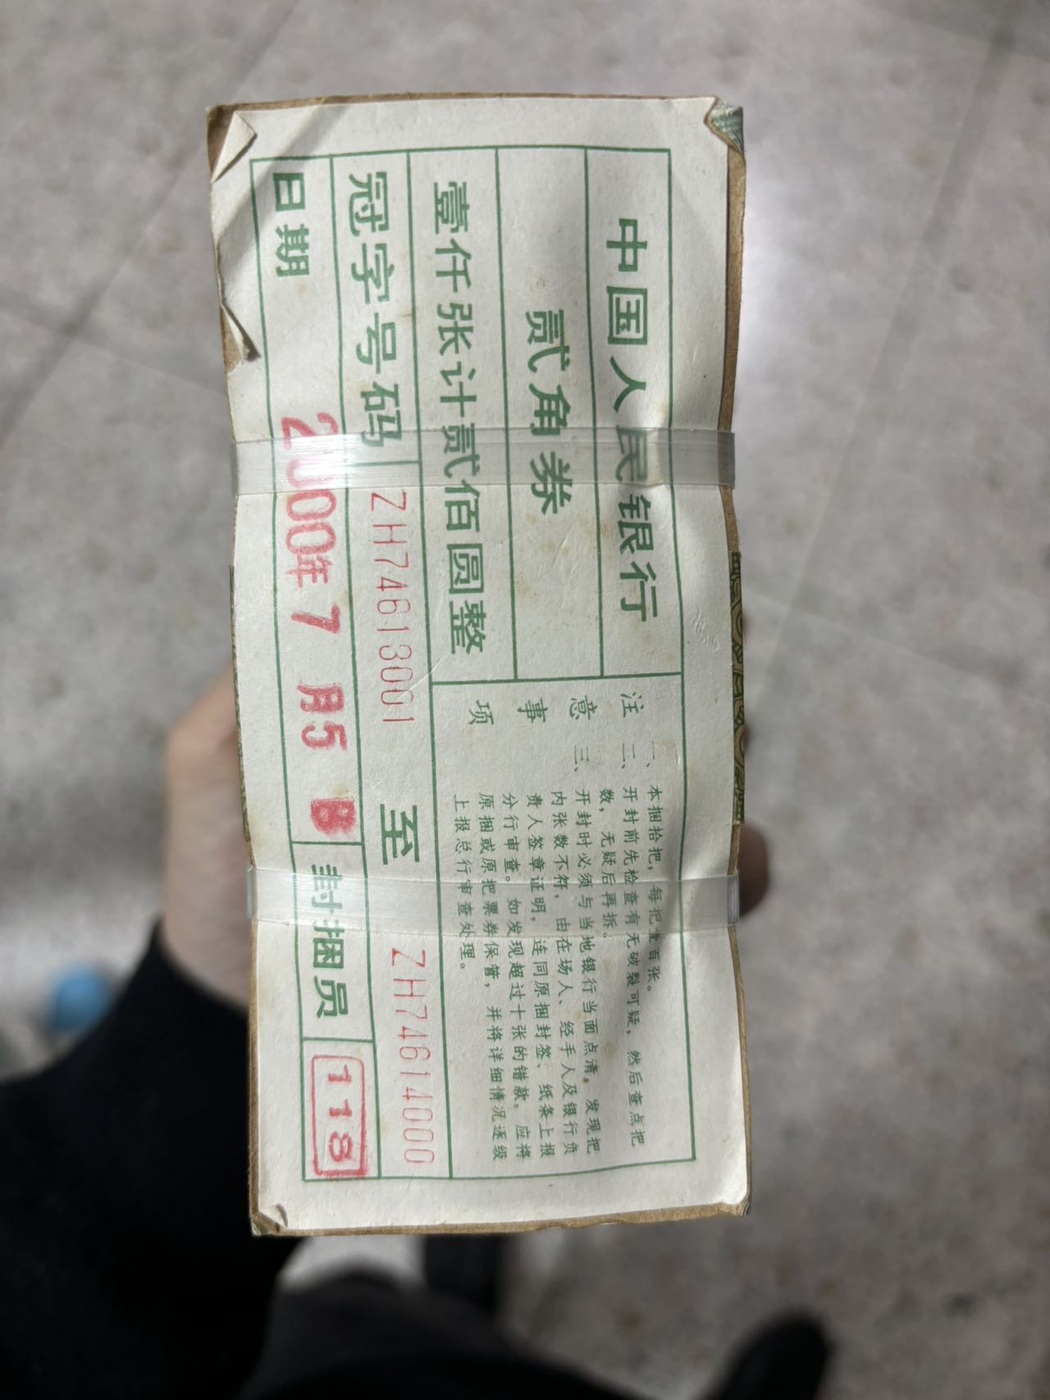 中国人民银行
贰角券
壹仟张计贰佰圆整
注意事项
一、本捆拾把，每把壹百张。
二、开封前先检查有无破裂可疑，然后查点把
数，无疑后再拆。
三、开封时必须与当地银行当面点清，发现把
内张数不符，由在场人、经手人及银行负
责人签章证明，连同原捆封签、纸条上报
分行审查。如发现超过十张的错款，应将
原捆或原把票券保管，并将详细情况逐级
上报总行审查处理。
冠字号码 ZH74613001 至 ZH74614000
日期 2000年7月5日 封捆员 118